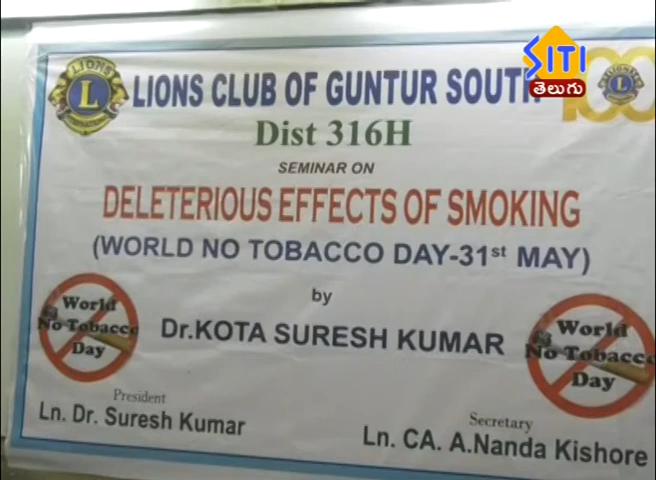 SITI
తెలుగు
LIONS CLUB OF GUNTUR SOUTH
100
Dist 316H
SEMINAR ON
DELETERIOUS EFFECTS OF SMOKING
(WORLD NO TOBACCO DAY-31st MAY)
by
Dr.KOTA SURESH KUMAR
World
No Tobacco
Day
World
No Tobacco
Day
President
Ln. Dr. Suresh Kumar
Secretary
Ln. CA. A.Nanda Kishore